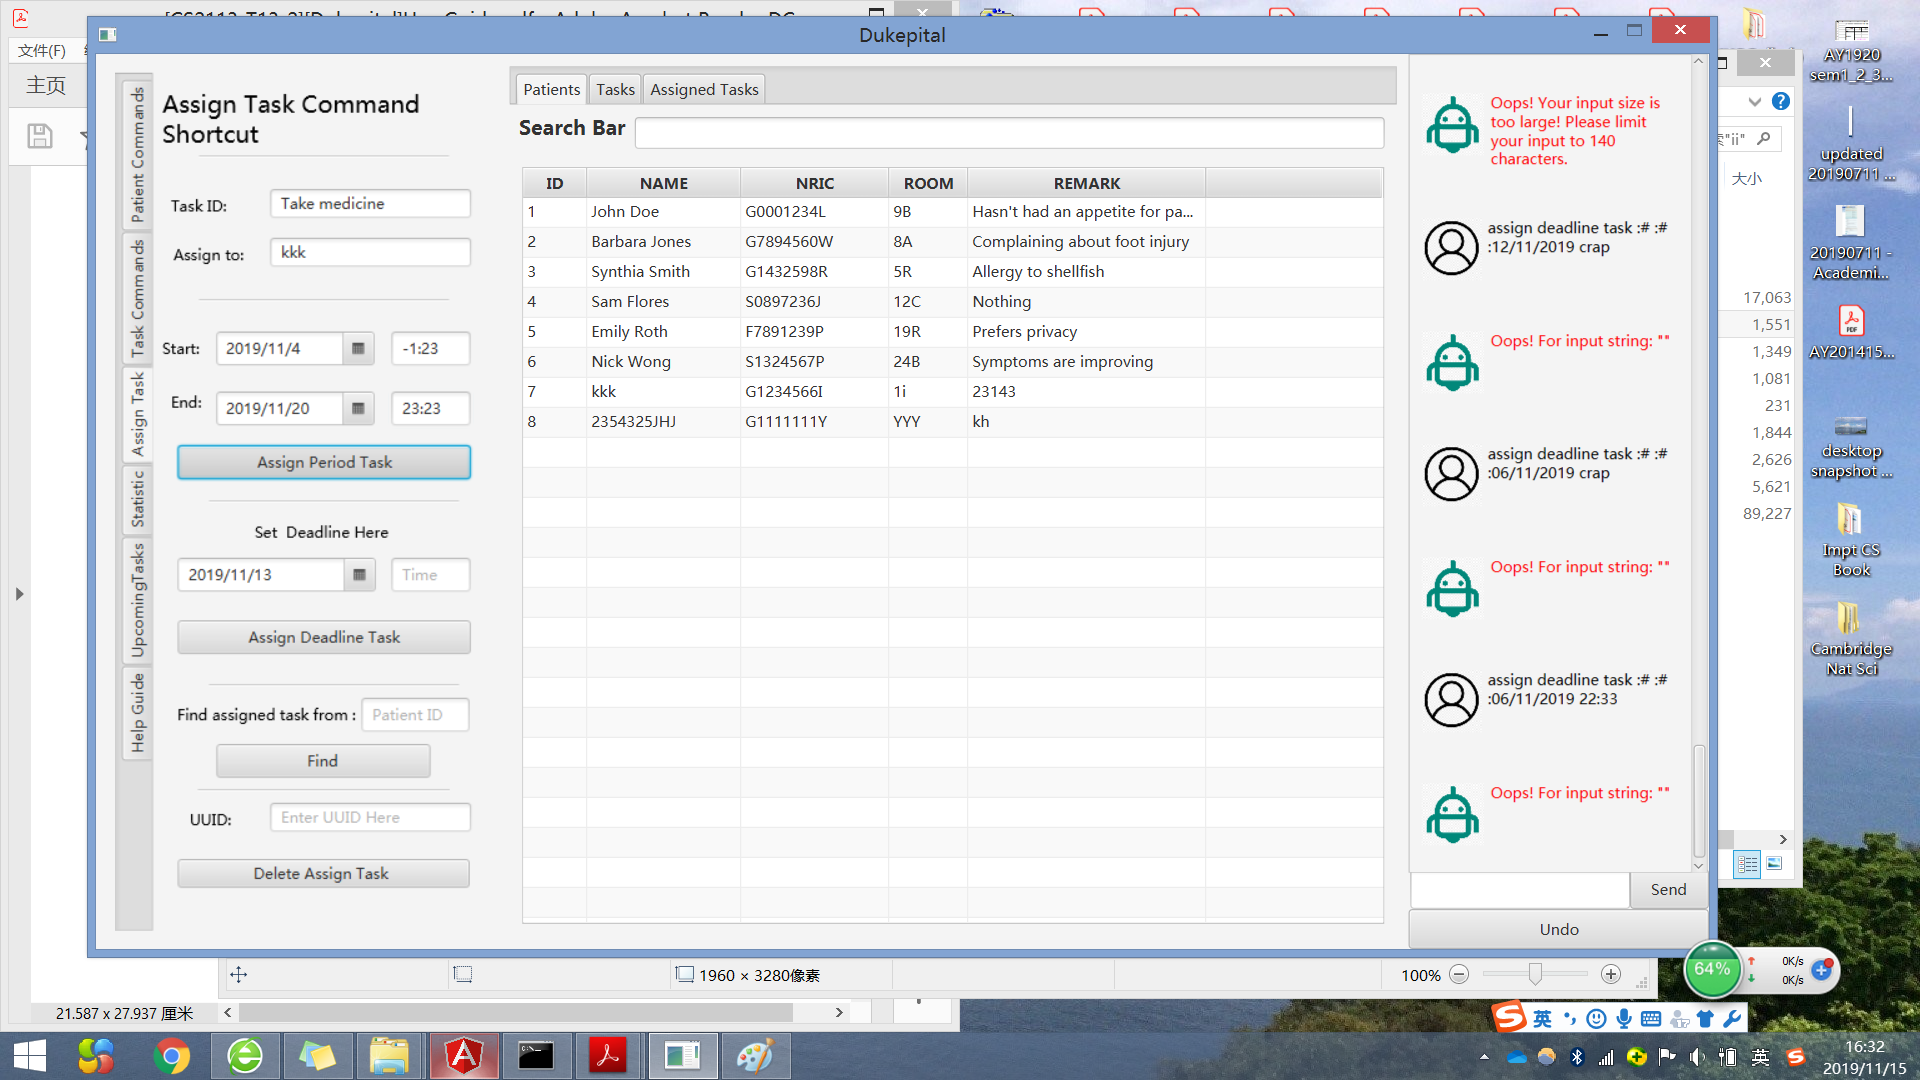 Dukepital
文件(F)
主页
Patient Commands
Task Commands
Assign Task
Statistic
UpcomingTasks
Help Guide
Assign Task Command
Shortcut
Task ID:
Take medicine
Assign to:
kkk
Start:
2019/11/4
-1:23
End:
2019/11/20
23:23
Assign Period Task
Set Deadline Here
2019/11/13
Time
Assign Deadline Task
Find assigned task from :
Patient ID
Find
UUID:
Enter UUID Here
Delete Assign Task
Patients
Tasks
Assigned Tasks
Search Bar
ID NAME NRIC ROOM REMARK
1 John Doe G0001234L 9B Hasn't had an appetite for pa...
2 Barbara Jones G7894560W 8A Complaining about foot injury
3 Synthia Smith G1432598R 5R Allergy to shellfish
4 Sam Flores S0897236J 12C Nothing
5 Emily Roth F7891239P 19R Prefers privacy
6 Nick Wong S1324567P 24B Symptoms are improving
7 kkk G1234566I 1i 23143
8 2354325JHJ G1111111Y YYY kh
Oops! Your input size is
too large! Please limit
your input to 140
characters.
assign deadline task :# :#
:12/11/2019 crap
Oops! For input string: ""
assign deadline task :# :#
:06/11/2019 crap
Oops! For input string: ""
assign deadline task :# :#
:06/11/2019 22:33
Oops! For input string: ""
Send
Undo
"ii"
大小
17,063
1,551
1,349
1,081
231
1,844
2,626
5,621
89,227
AY1920
sem1_2_3...
updated
20190711 ...
20190711 -
Academi...
PDF
AY201415...
desktop
snapshot ...
Impt CS
Book
Cambridge
Nat Sci
1960 × 3280像素
100%
21.587 x 27.937 厘米
64%
0K/s
0K/s
英
英
16:32
2019/11/15